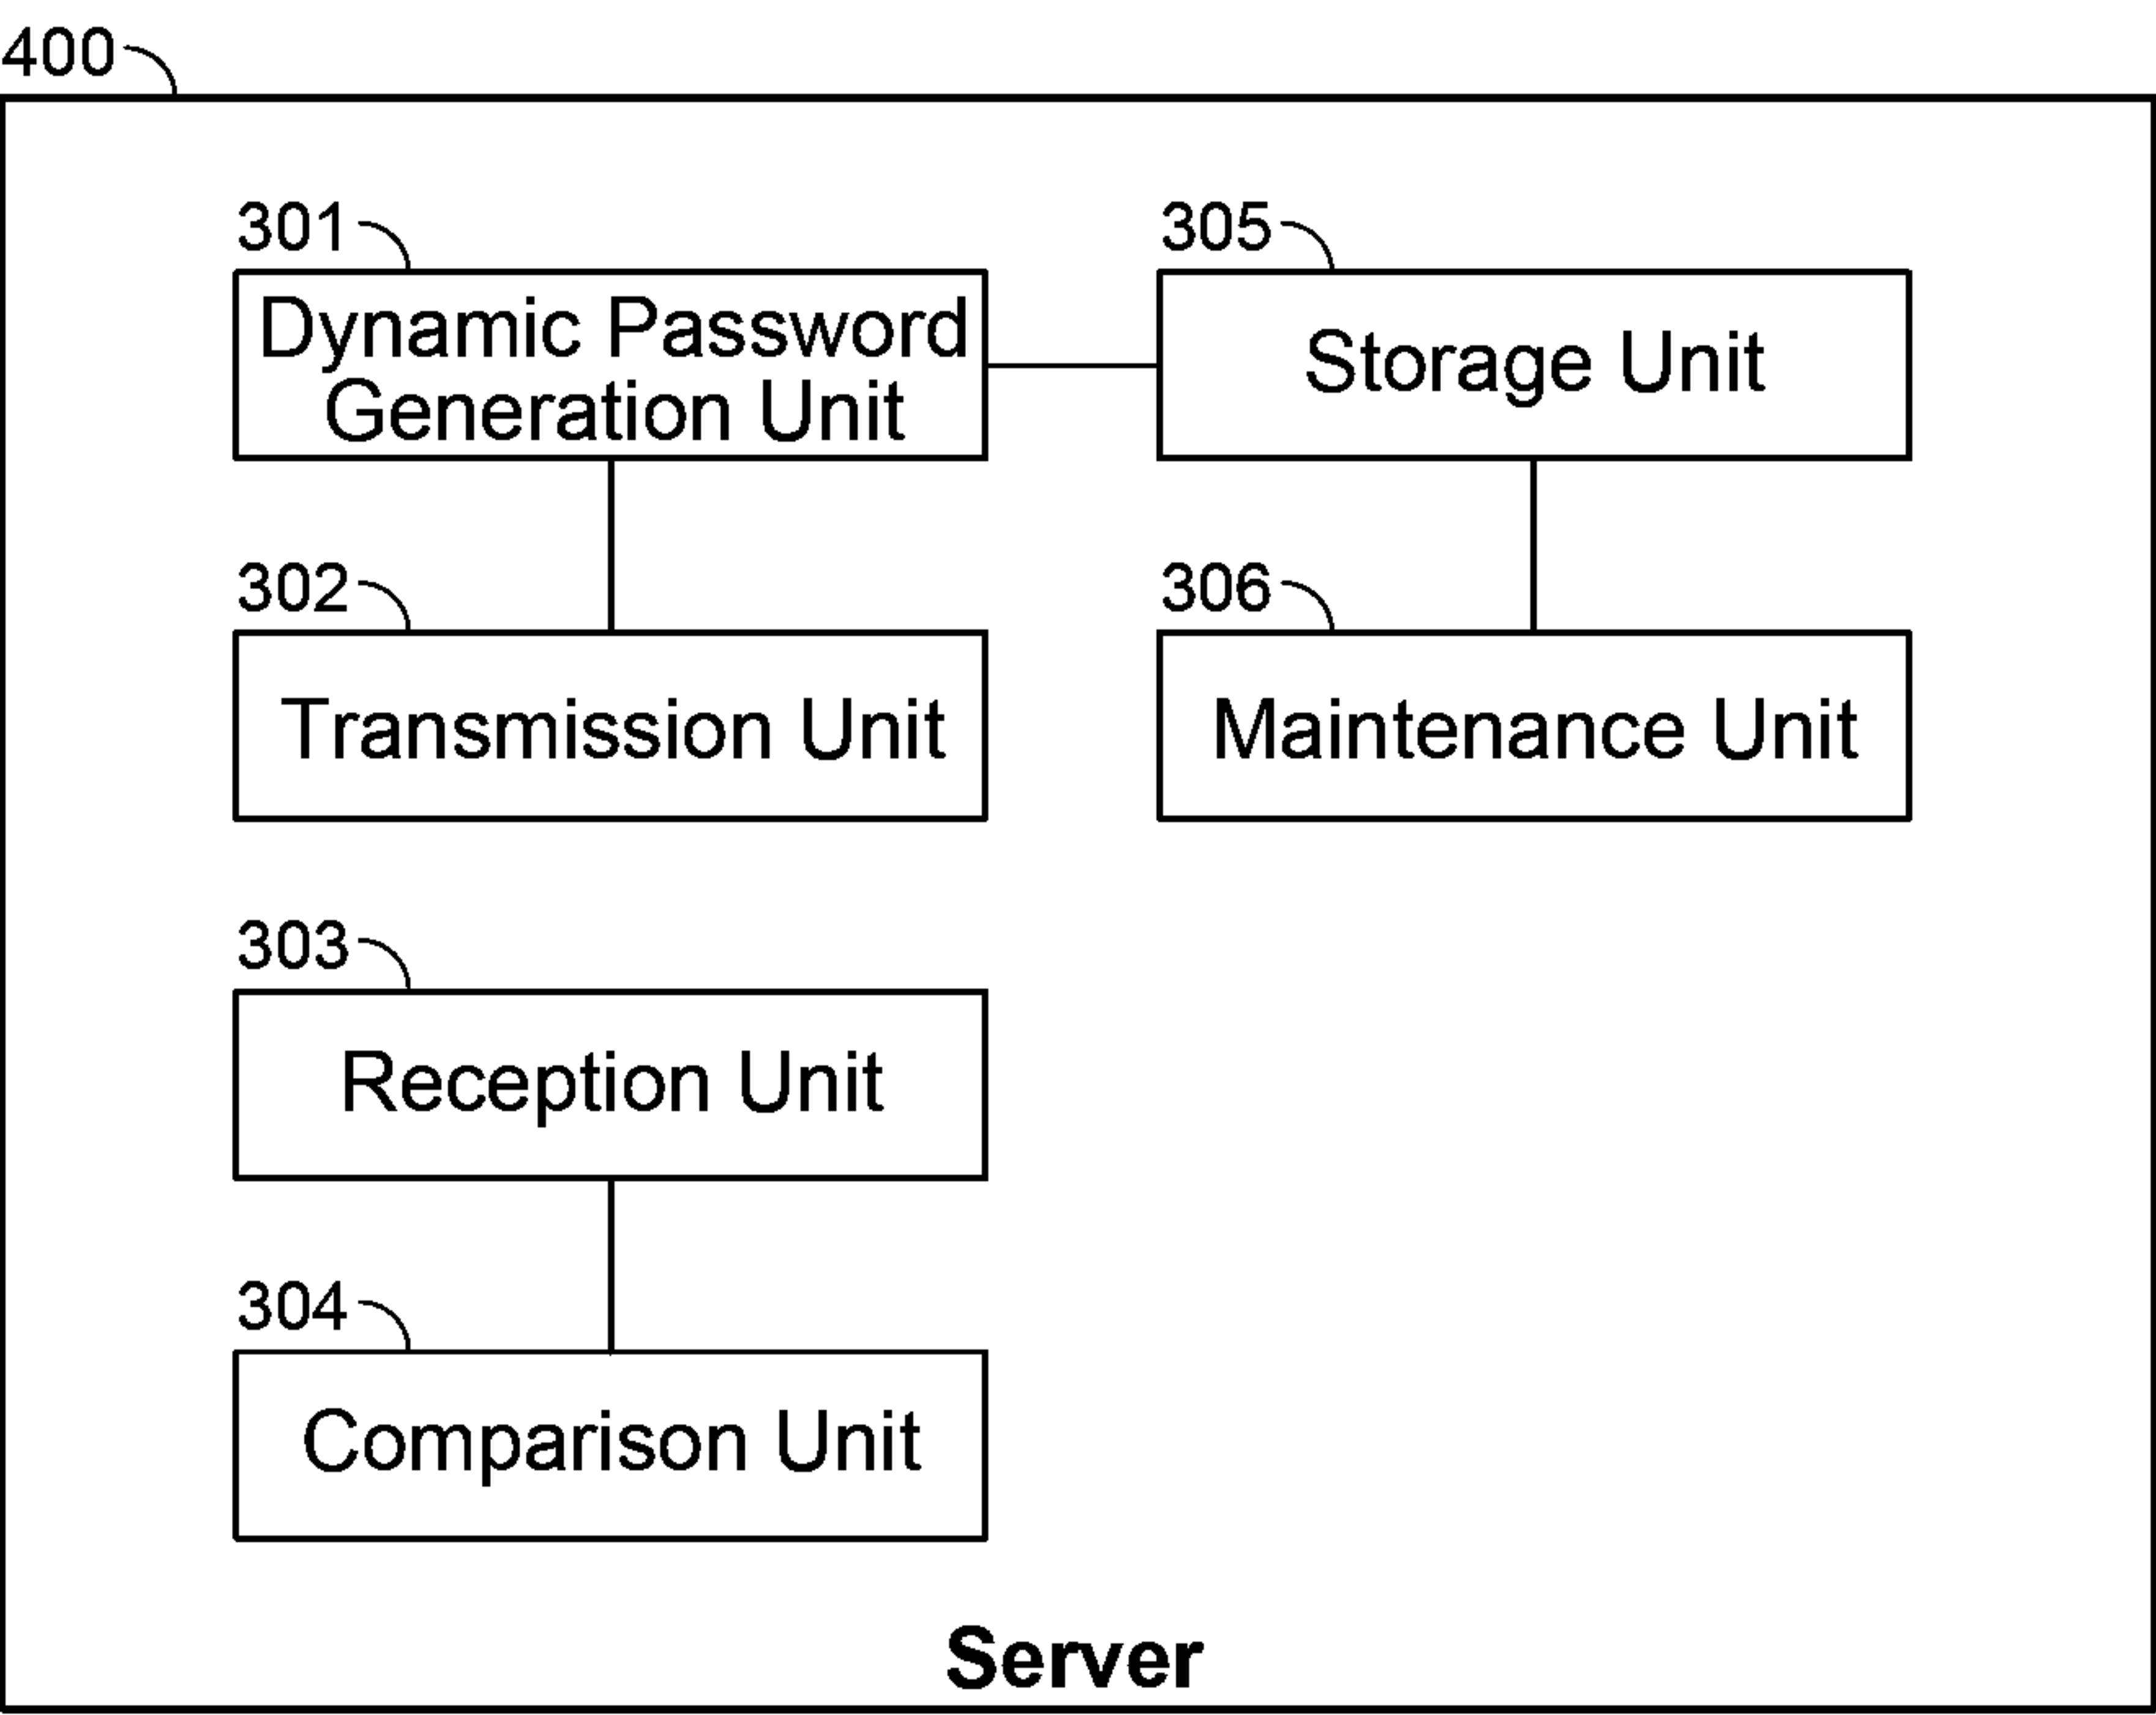 400
301
Dynamic Password
Generation Unit
305
Storage Unit
302
Transmission Unit
306
Maintenance Unit
303
Reception Unit
304
Comparison Unit
Server